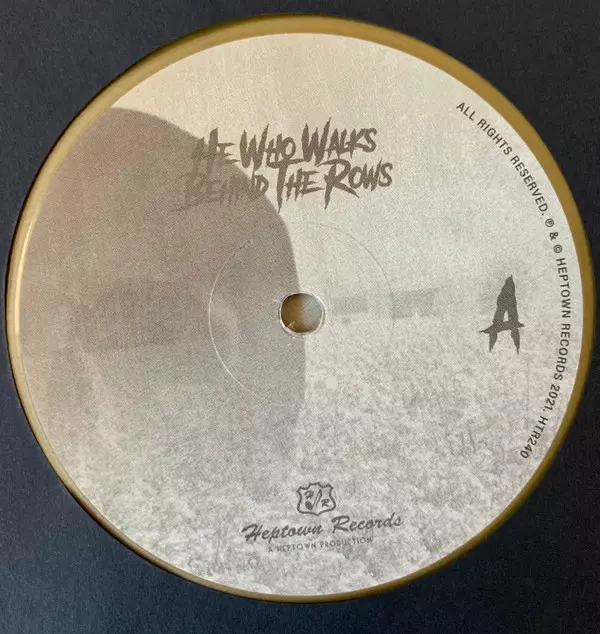 He Who Walks
Behind The Rows
ALL RIGHTS RESERVED. ℗ & © HEPTOWN RECORDS 2021, HTR240
A
H R
Heptown Records
A HEPTOWN PRODUCTION